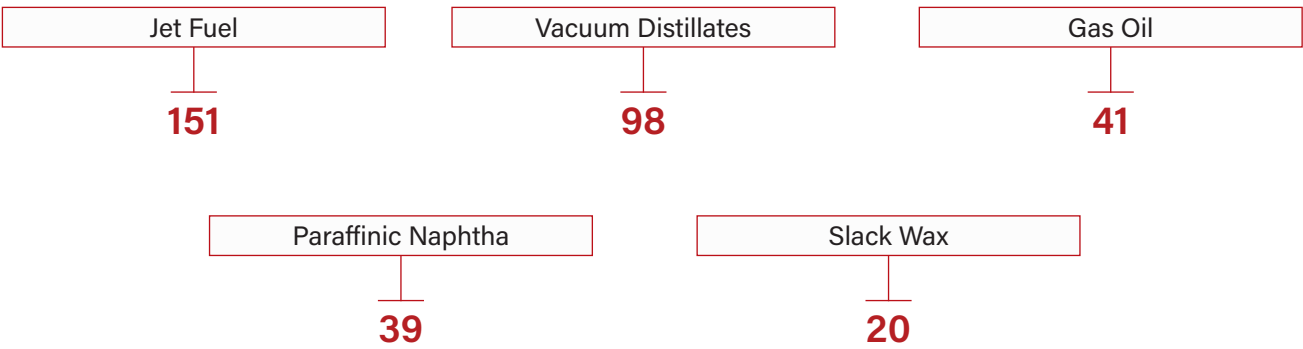 Jet Fuel
151
Vacuum Distillates
98
Gas Oil
41
Paraffinic Naphtha
39
Slack Wax
20